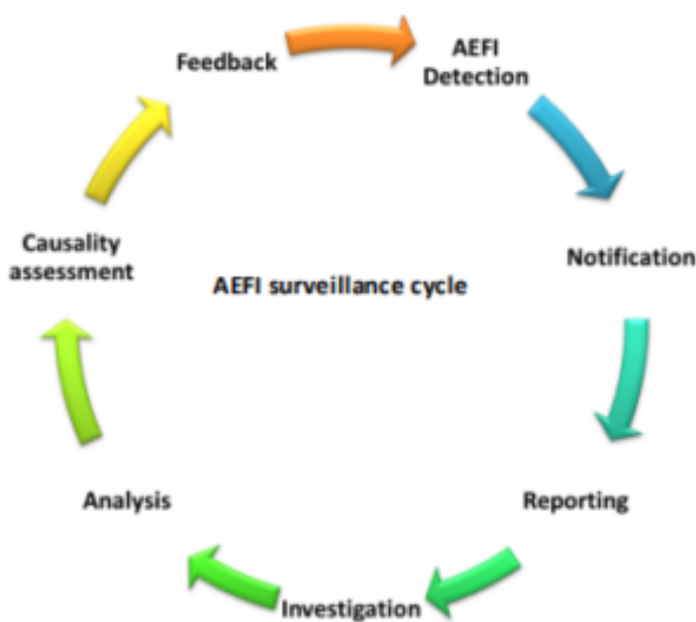 Feedback
AEFI
Detection
Notification
Causality
assessment
AEFI surveillance cycle
Analysis
Reporting
Investigation